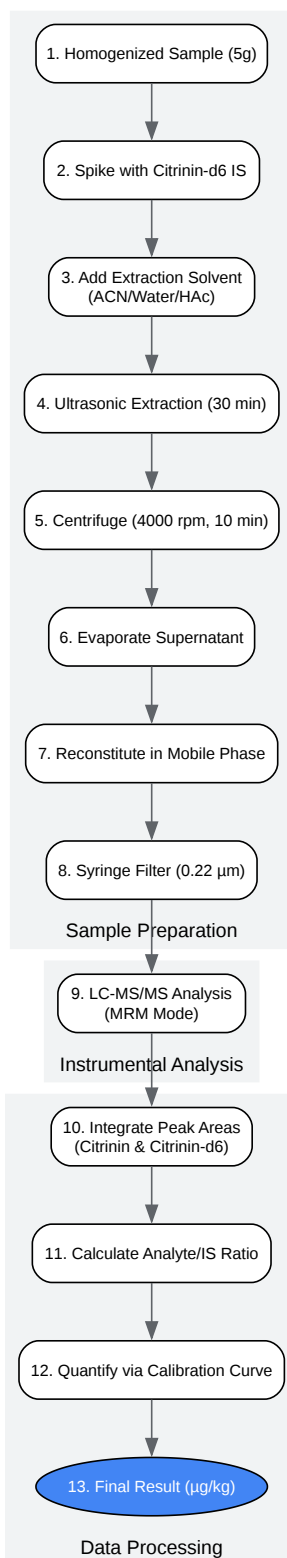 1. Homogenized Sample (5g)
2. Spike with Citrinin-d6 IS
3. Add Extraction Solvent
(ACN/Water/HAc)
4. Ultrasonic Extraction (30 min)
5. Centrifuge (4000 rpm, 10 min)
6. Evaporate Supernatant
7. Reconstitute in Mobile Phase
8. Syringe Filter (0.22 µm)
Sample Preparation
9. LC-MS/MS Analysis
(MRM Mode)
Instrumental Analysis
10. Integrate Peak Areas
(Citrinin & Citrinin-d6)
11. Calculate Analyte/IS Ratio
12. Quantify via Calibration Curve
13. Final Result (µg/kg)
Data Processing